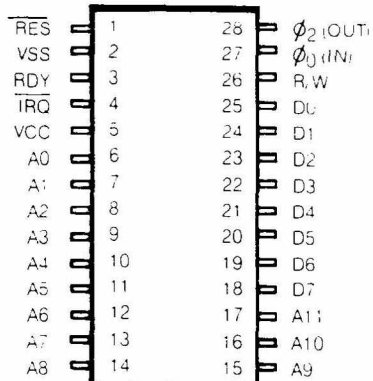 RES 1 28 ϕ2 (OUT)
VSS 2 27 ϕ0 (IN)
RDY 3 26 R/W
IRQ 4 25 D0
VCC 5 24 D1
A0 6 23 D2
A1 7 22 D3
A2 8 21 D4
A3 9 20 D5
A4 10 19 D6
A5 11 18 D7
A6 12 17 A11
A7 13 16 A10
A8 14 15 A9